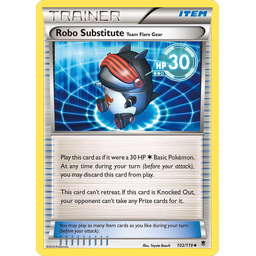 TRAINER ITEM
Robo Substitute Team Flare Gear
HP 30
Play this card as if it were a 30 HP Basic Pokémon.
At any time during your turn (before your attack),
you may discard this card from play.
This card can't retreat. If this card is Knocked Out,
your opponent can't take any Prize cards for it.
You may play as many Item cards as you like during your turn
(before your attack).
Illus. Toyste Beach 102/119